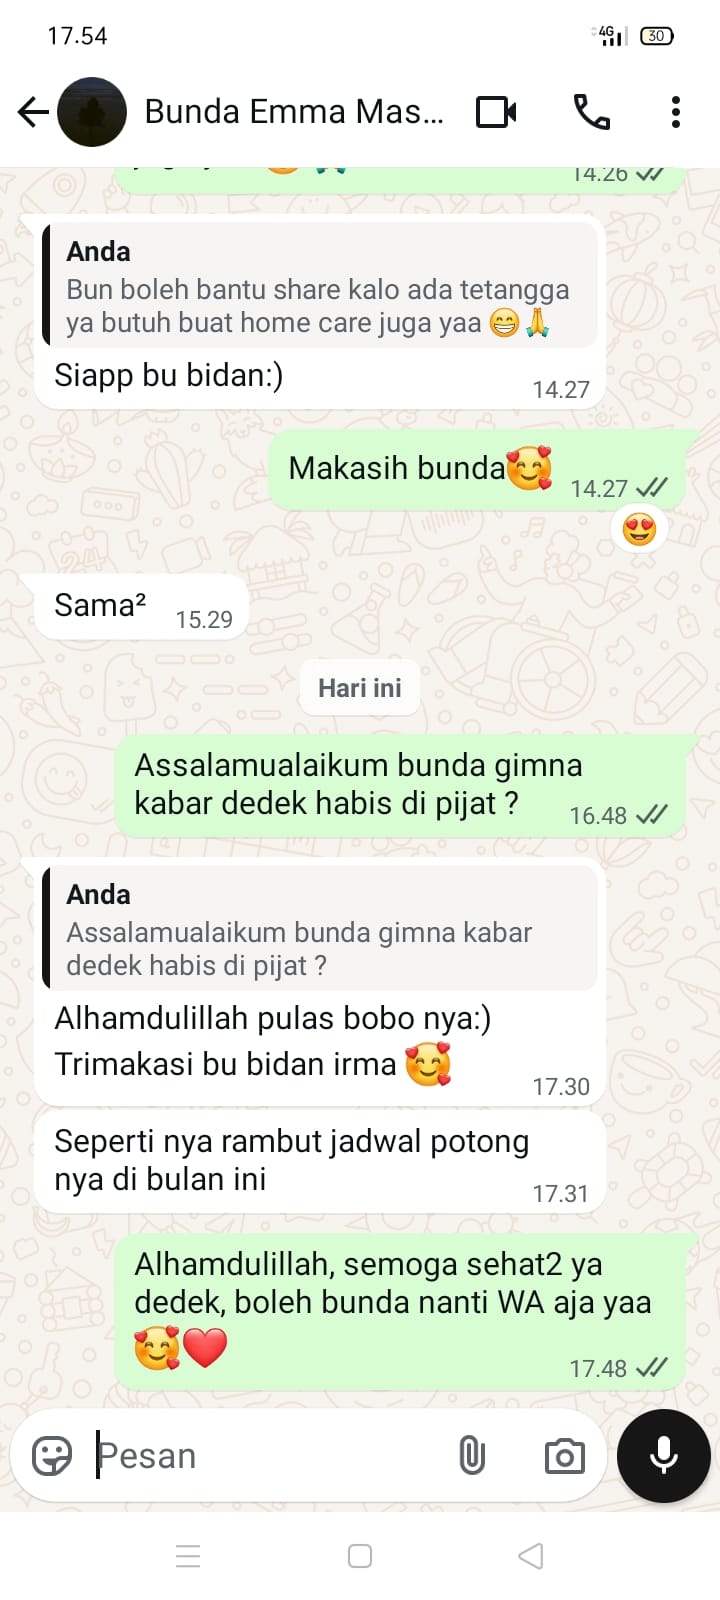 17.54
4G
30
Bunda Emma Mas...
14.26
Anda
Bun boleh bantu share kalo ada tetangga
ya butuh buat home care juga yaa 😁🙏
Siapp bu bidan:)
14.27
Makasih bunda🥰
14.27
😍
Sama²
15.29
Hari ini
Assalamualaikum bunda gimna
kabar dedek habis di pijat ?
16.48
Anda
Assalamualaikum bunda gimna kabar
dedek habis di pijat ?
Alhamdulillah pulas bobo nya:)
Trimakasi bu bidan irma 🥰
17.30
Seperti nya rambut jadwal potong
nya di bulan ini
17.31
Alhamdulillah, semoga sehat2 ya
dedek, boleh bunda nanti WA aja yaa
🥰❤️
17.48
Pesan